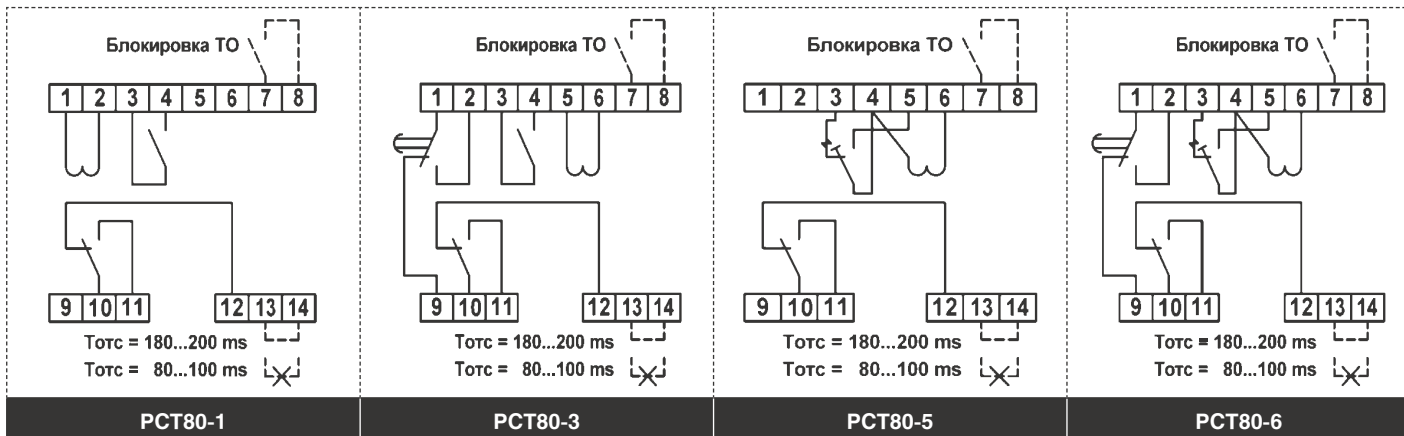 Блокировка ТО
1 2 3 4 5 6 7 8
9 10 11 12 13 14
Тотс = 180...200 ms
Тотс = 80...100 ms
РСТ80-1
Блокировка ТО
1 2 3 4 5 6 7 8
9 10 11 12 13 14
Тотс = 180...200 ms
Тотс = 80...100 ms
РСТ80-3
Блокировка ТО
1 2 3 4 5 6 7 8
9 10 11 12 13 14
Тотс = 180...200 ms
Тотс = 80...100 ms
РСТ80-5
Блокировка ТО
1 2 3 4 5 6 7 8
9 10 11 12 13 14
Тотс = 180...200 ms
Тотс = 80...100 ms
РСТ80-6